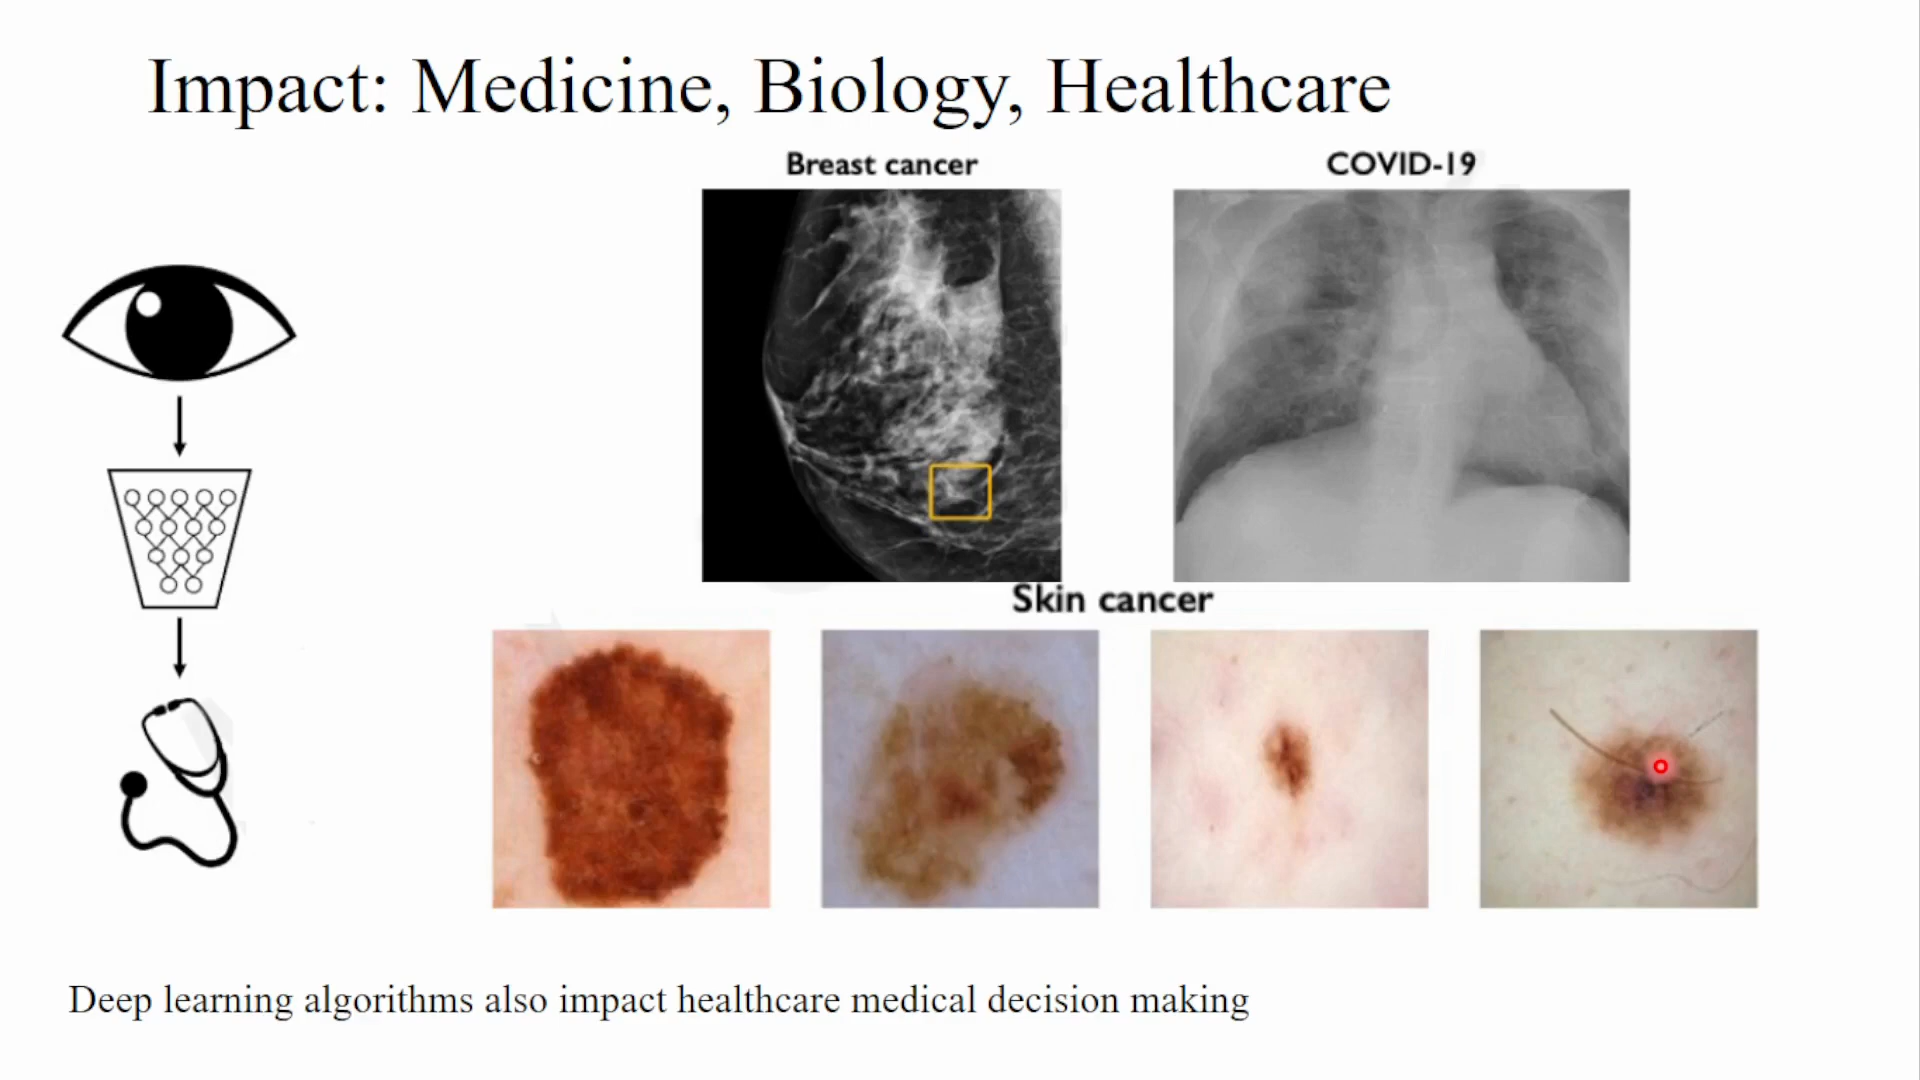 Impact: Medicine, Biology, Healthcare
Breast cancer
COVID-19
Skin cancer
Deep learning algorithms also impact healthcare medical decision making